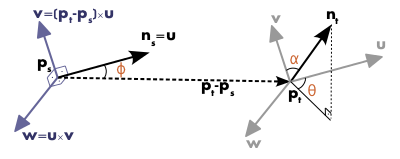 v=(pt-ps)×u
ns=u
nt
v
u
α
ps
ϕ
θ
pt-ps
pt
w=u×v
w